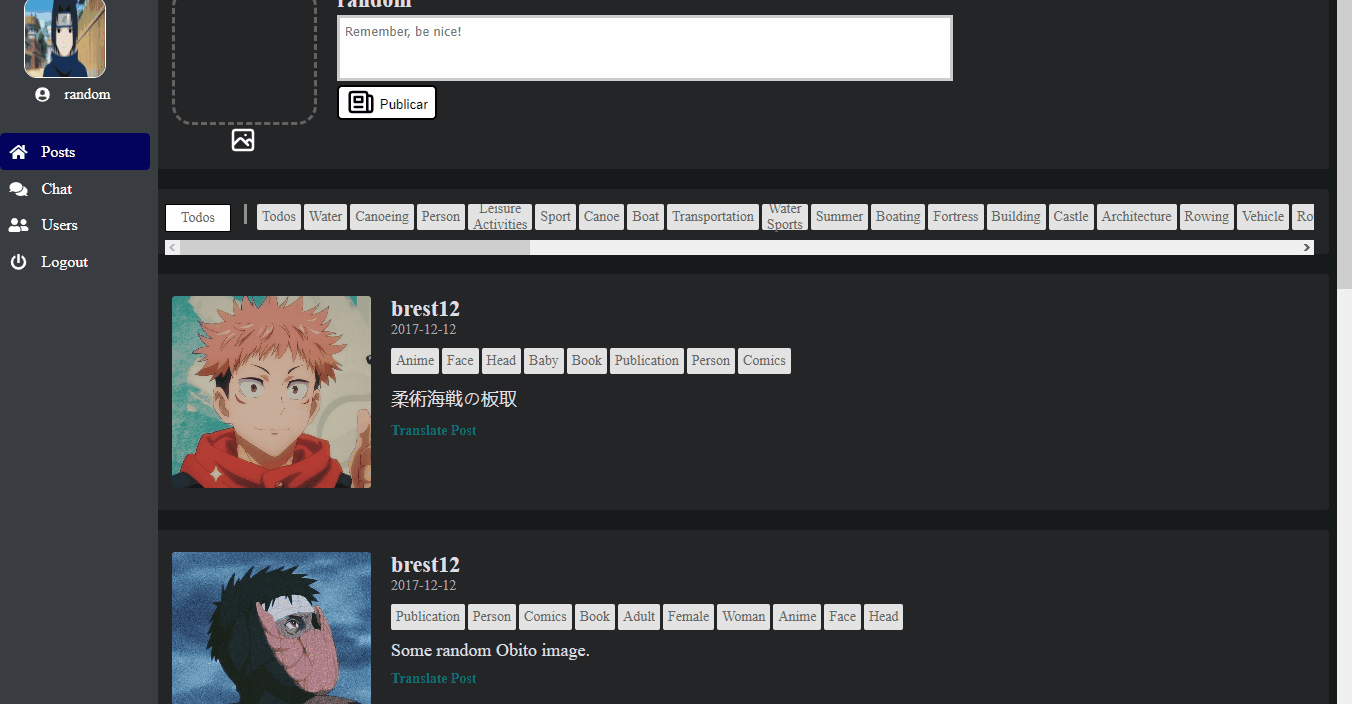 random
Posts
Chat
Users
Logout
random
Remember, be nice!
Publicar
Todos
Todos Water Canoeing Person Leisure Activities Sport Canoe Boat Transportation Water Sports Summer Boating Fortress Building Castle Architecture Rowing Vehicle Ro
brest12
2017-12-12
Anime Face Head Baby Book Publication Person Comics
柔術海戦の板取
Translate Post
brest12
2017-12-12
Publication Person Comics Book Adult Female Woman Anime Face Head
Some random Obito image.
Translate Post